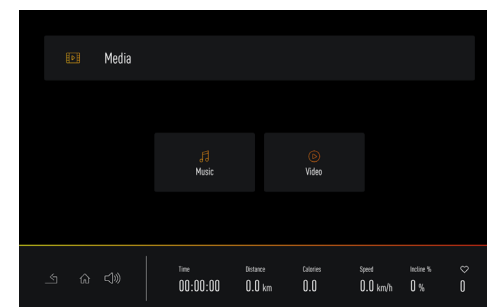 Media
Music Video
Time Distance Calories Speed Incline %
00:00:00 0.0 km 0.0 0.0 km/h 0 % 0